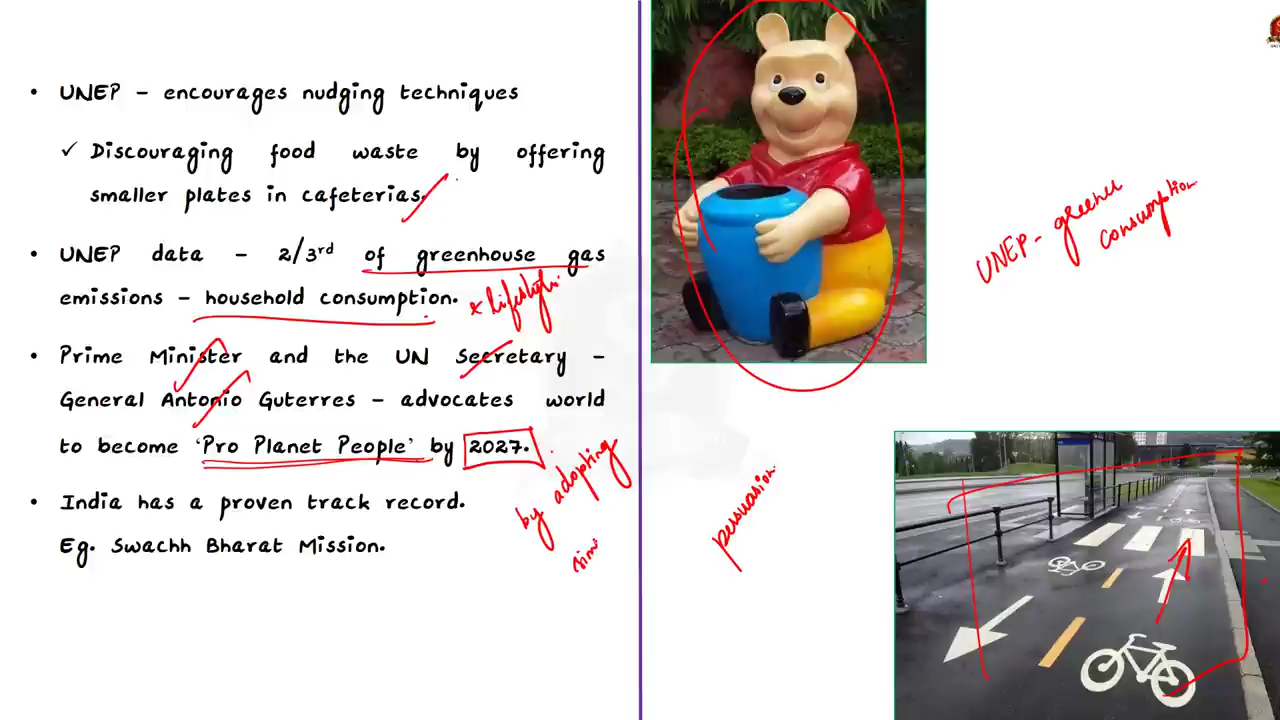 • UNEP – encourages nudging techniques
✓ Discouraging food waste by offering
smaller plates in cafeterias.
• UNEP data – 2/3rd of greenhouse gas
emissions – household consumption.
& lifestyle.
• Prime Minister and the UN Secretary –
General Antonio Guterres – advocates world
to become 'Pro Planet People' by 2027.
by adopting
sim
• India has a proven track record.
Eg. Swachh Bharat Mission.
UNEP - greener
consumption
persuasion.